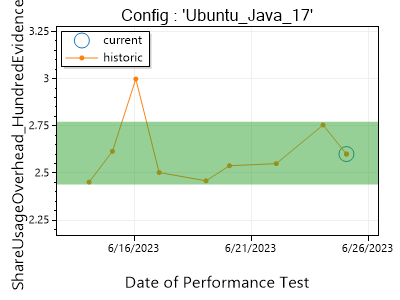 Config : 'Ubuntu_Java_17'
ShareUsageOverhead_HundredEvidence
current
historic
3.25
3
2.75
2.5
2.25
6/16/2023
6/21/2023
6/26/2023
Date of Performance Test